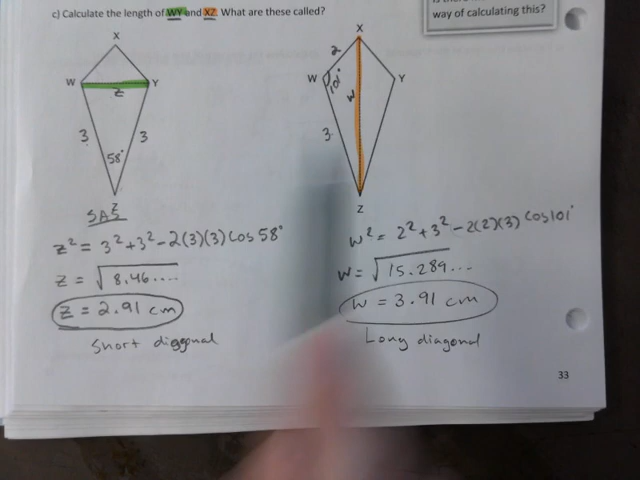 c) Calculate the length of WY and XZ. What are these called?
way of calculating this?
X
W
Y
z
3
3
58°
Z
X
2
W
Y
101°
w
3
Z
SAS
z² = 3² + 3² - 2(3)(3) cos 58°
z = √8.46....
z = 2.91 cm
Short diagonal
w² = 2² + 3² - 2(2)(3) cos 101°
w = √15.289...
w = 3.91 cm
Long diagonal
33